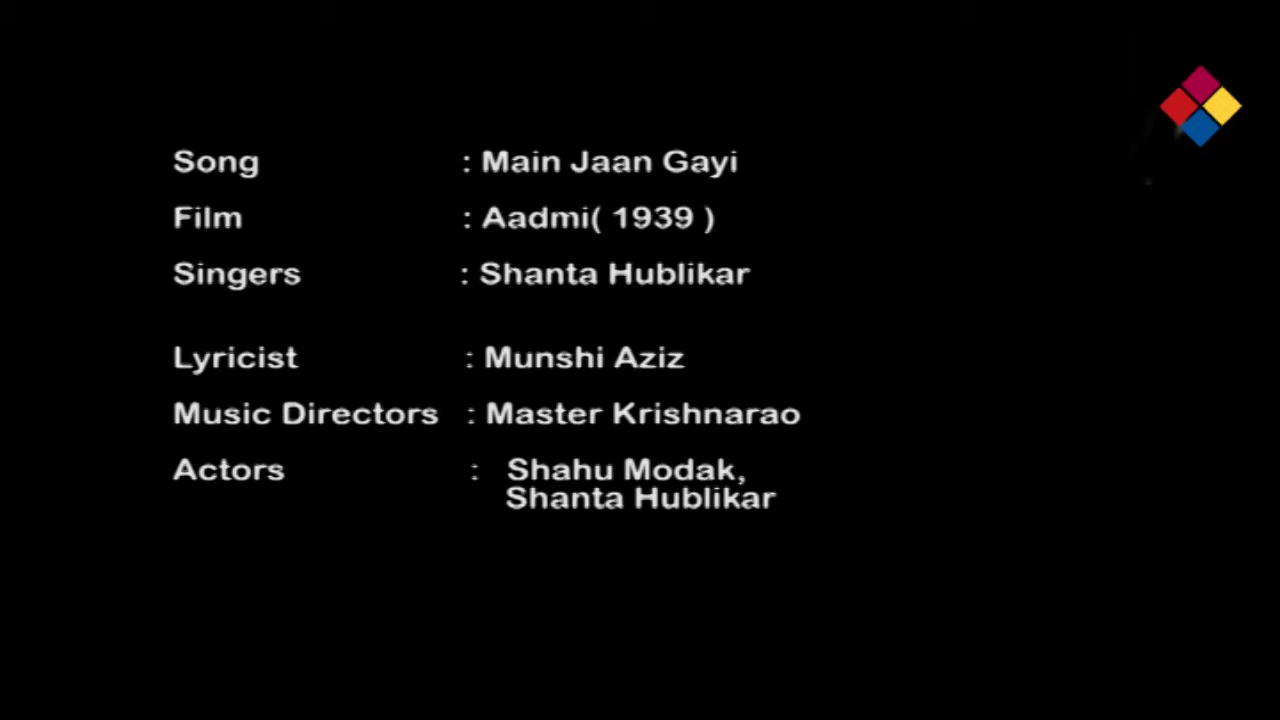 Song : Main Jaan Gayi
Film : Aadmi( 1939 )
Singers : Shanta Hublikar
Lyricist : Munshi Aziz
Music Directors : Master Krishnarao
Actors : Shahu Modak,
Shanta Hublikar